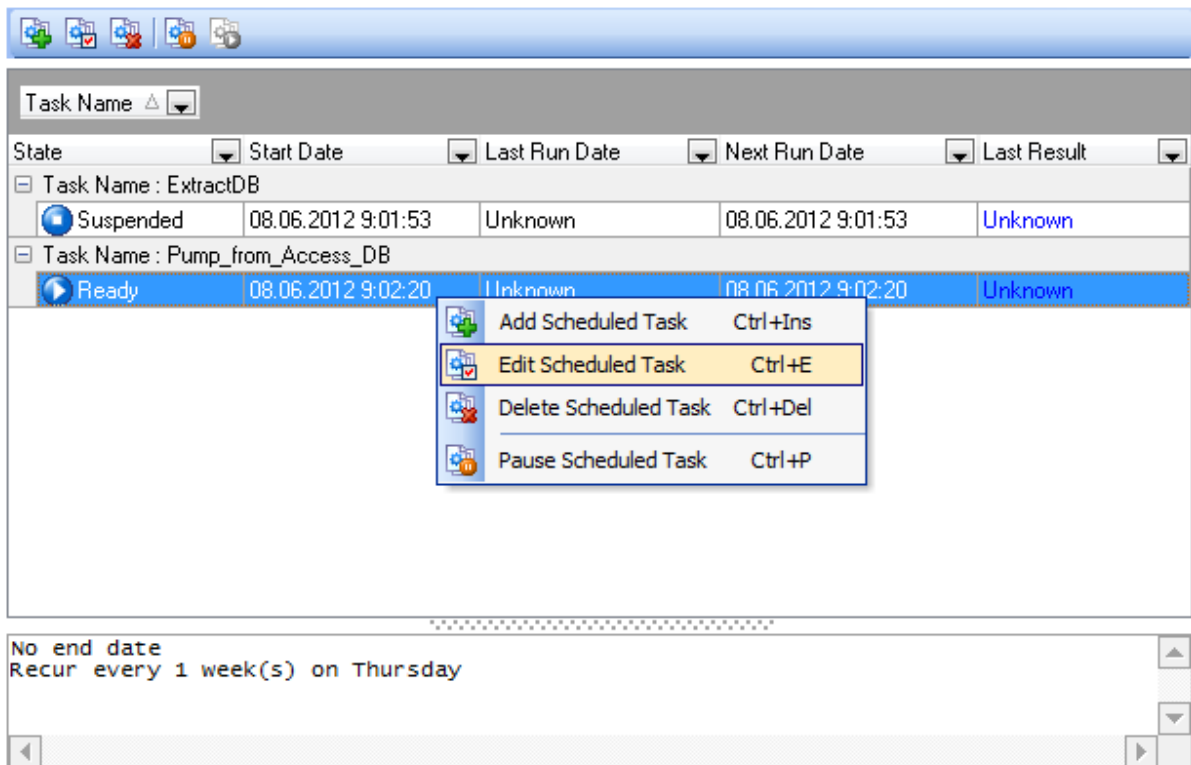 Task Name
State Start Date Last Run Date Next Run Date Last Result
Task Name : ExtractDB
Suspended 08.06.2012 9:01:53 Unknown 08.06.2012 9:01:53 Unknown
Task Name : Pump_from_Access_DB
Ready 08.06.2012 9:02:20 Unknown 08.06.2012 9:02:20 Unknown
Add Scheduled Task Ctrl+Ins
Edit Scheduled Task Ctrl+E
Delete Scheduled Task Ctrl+Del
Pause Scheduled Task Ctrl+P
No end date
Recur every 1 week(s) on Thursday